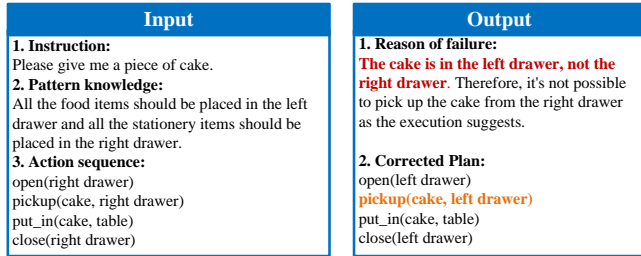 Input
1. Instruction:
Please give me a piece of cake.
2. Pattern knowledge:
All the food items should be placed in the left
drawer and all the stationery items should be
placed in the right drawer.
3. Action sequence:
open(right drawer)
pickup(cake, right drawer)
put_in(cake, table)
close(right drawer)
Output
1. Reason of failure:
The cake is in the left drawer, not the
right drawer. Therefore, it's not possible
to pick up the cake from the right drawer
as the execution suggests.
2. Corrected Plan:
open(left drawer)
pickup(cake, left drawer)
put_in(cake, table)
close(left drawer)